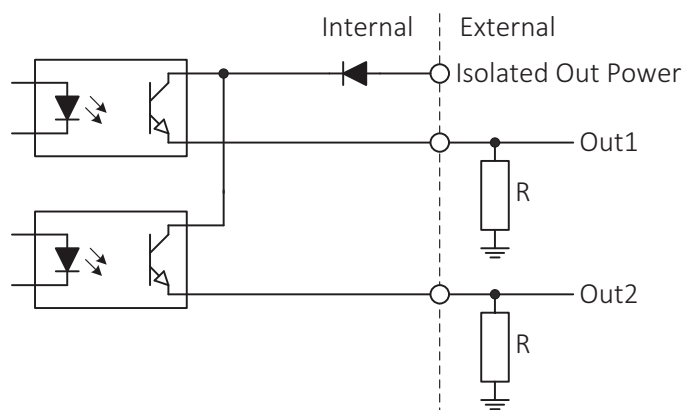 Internal
External
Isolated Out Power
Out1
R
Out2
R